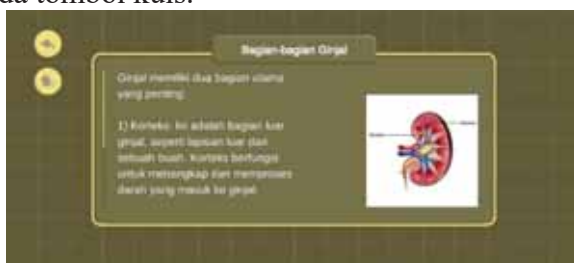 da tombol kuis.
Bagian-bagian Ginjal
Ginjal memiliki dua bagian utama
yang penting:
1) Korteks: Ini adalah bagian luar
ginjal, seperti lapisan luar dari
sebuah buah. Korteks berfungsi
untuk menangkap dan memproses
darah yang masuk ke ginjal.